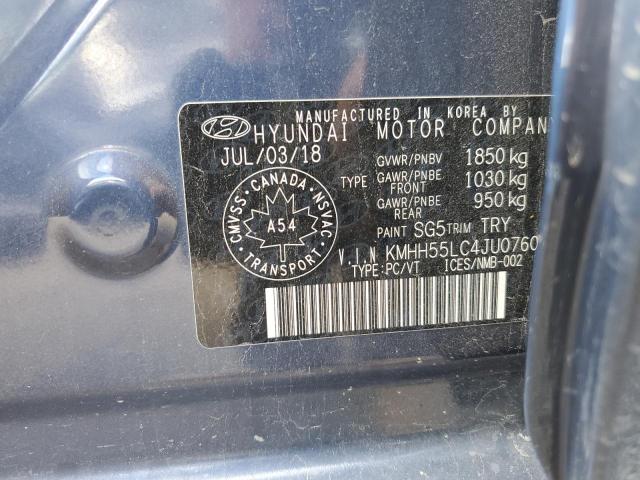 MANUFACTURED IN KOREA BY
HYUNDAI MOTOR COMPANY
JUL/03/18
GVWR/PNBV 1850 kg
TYPE GAWR/PNBE FRONT 1030 kg
GAWR/PNBE REAR 950 kg
PAINT SG5 TRIM TRY
V.I.N KMHH55LC4JU0760
TYPE:PC/VT ICES/NMB-002
CANADA
CMVSS NSVAC
A54
TRANSPORT